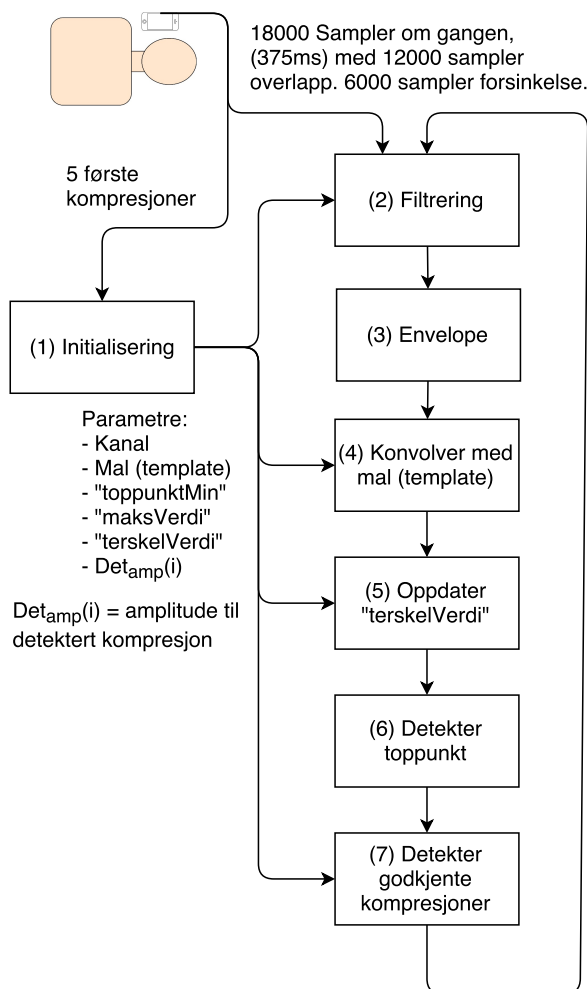 18000 Sampler om gangen,
(375ms) med 12000 sampler
overlapp. 6000 sampler forsinkelse.
5 første
kompresjoner
(1) Initialisering
Parametre:
- Kanal
- Mal (template)
- "toppunktMin"
- "maksVerdi"
- "terskelVerdi"
- Detamp(i)
Detamp(i) = amplitude til
detektert kompresjon
(2) Filtrering
(3) Envelope
(4) Konvolver med
mal (template)
(5) Oppdater
"terskelVerdi"
(6) Detekter
toppunkt
(7) Detekter
godkjente
kompresjoner